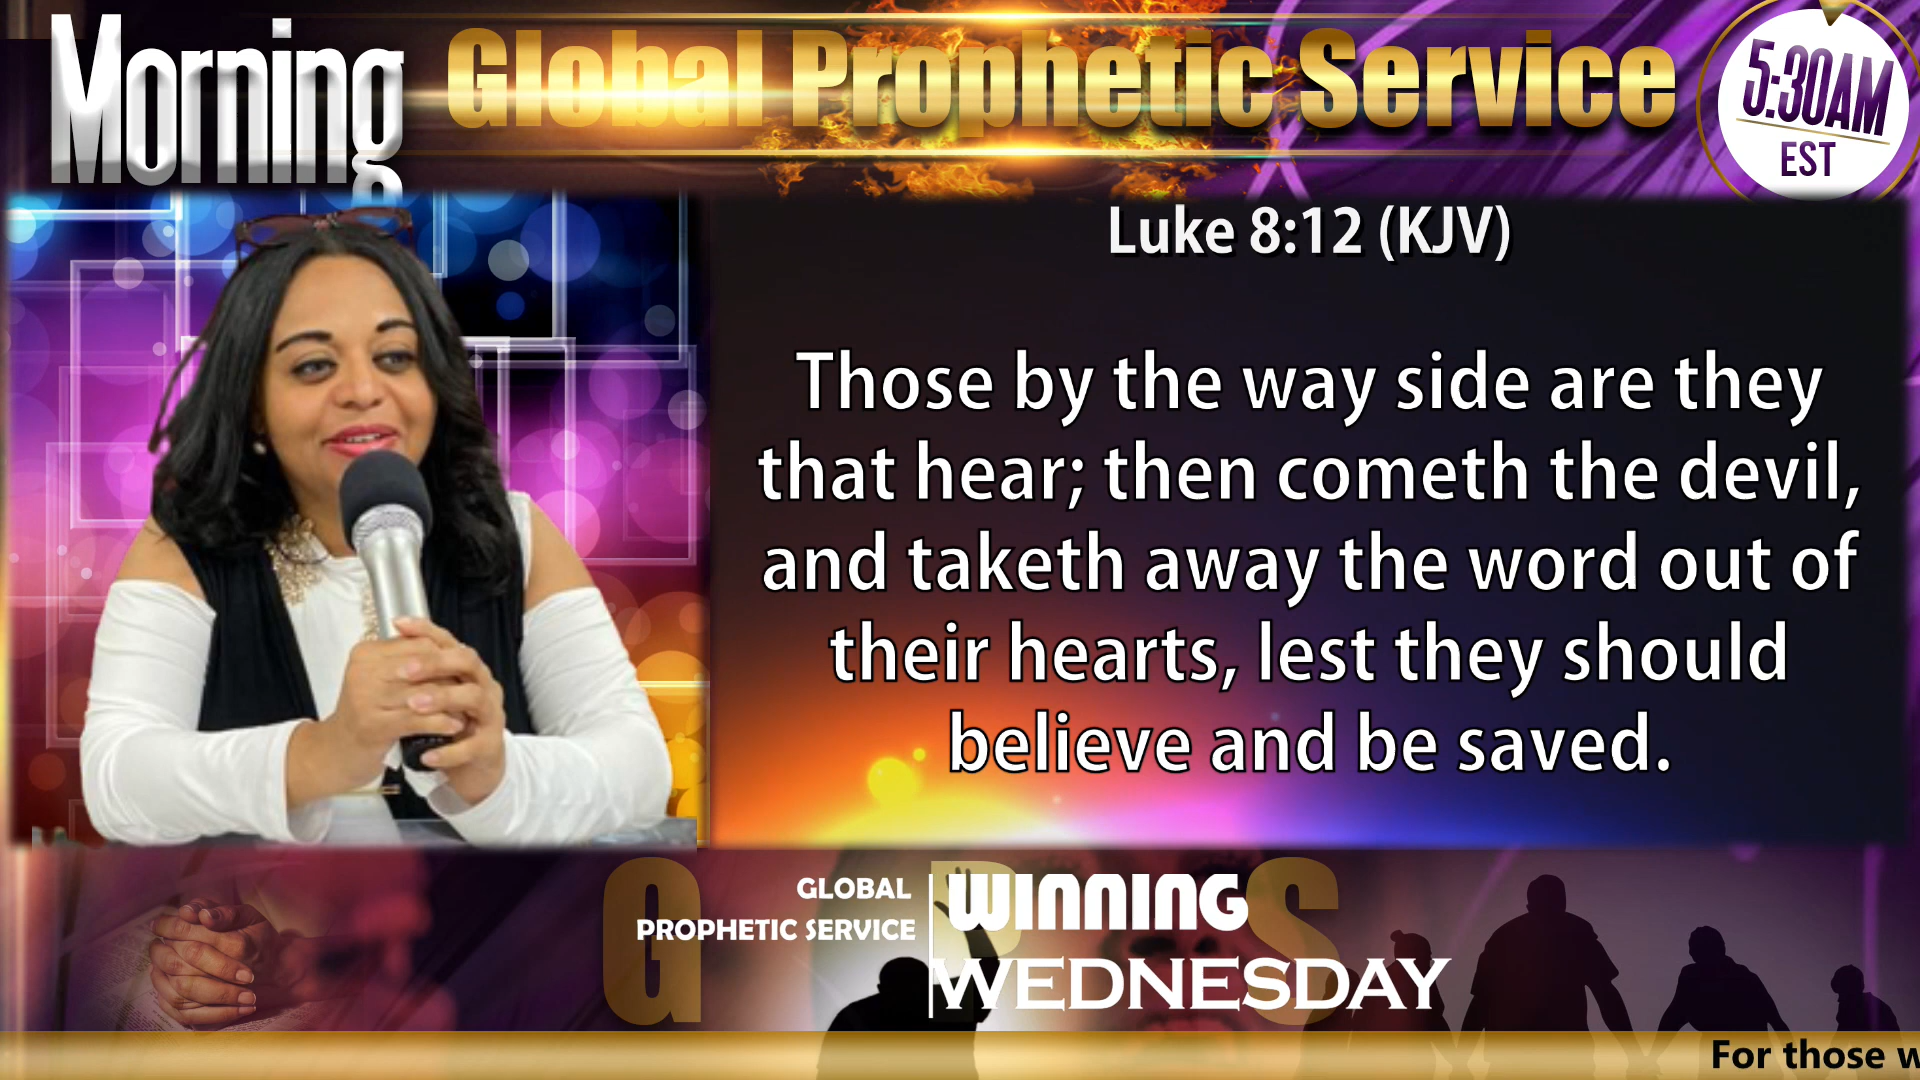 Morning
Global Prophetic Service
5:30AM
EST
Luke 8:12 (KJV)
Those by the way side are they
that hear; then cometh the devil,
and taketh away the word out of
their hearts, lest they should
believe and be saved.
G P S
GLOBAL
PROPHETIC SERVICE
WINNING
WEDNESDAY
For those w